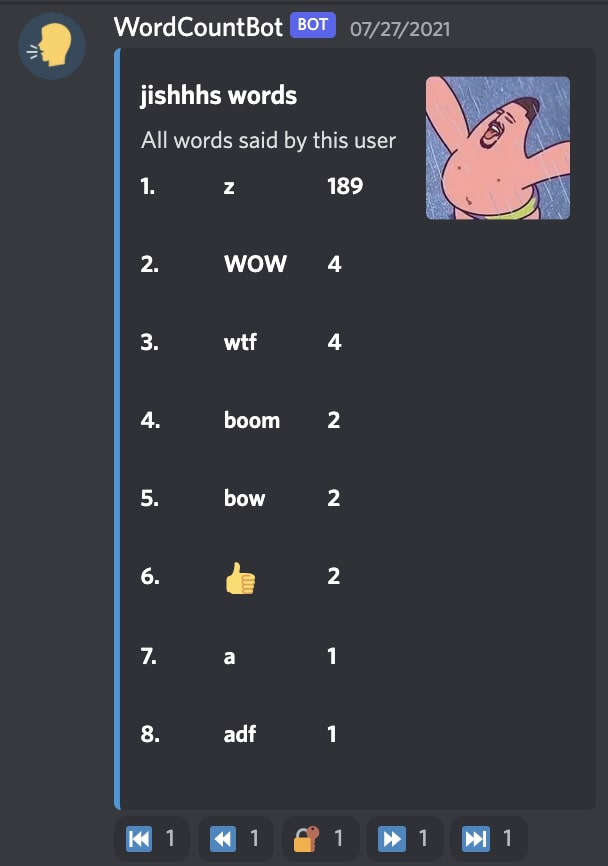 WordCountBot BOT 07/27/2021
jishhhs words
All words said by this user
1. z 189
2. WOW 4
3. wtf 4
4. boom 2
5. bow 2
6. 👍 2
7. a 1
8. adf 1
⏮ 1 ⏪ 1 🔐 1 ⏩ 1 ⏭ 1